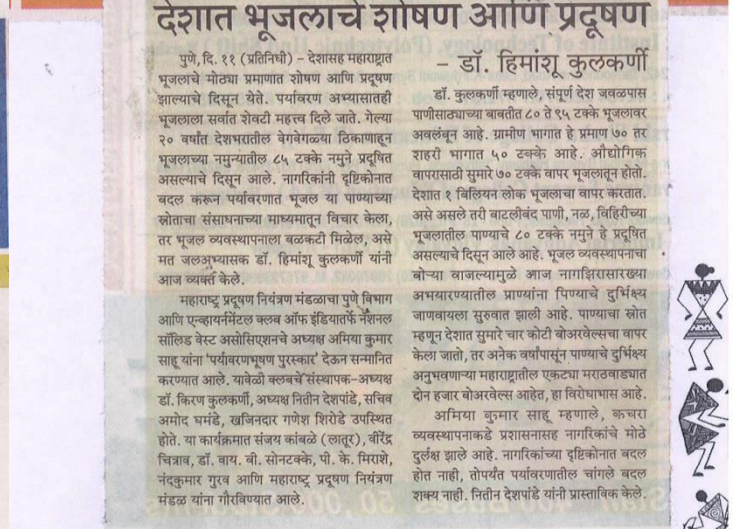 देशात भूजलाचे शोषण आणि प्रदूषण
– डॉ. हिमांशू कुलकर्णी
पुणे, दि. ११ (प्रतिनिधी) – देशासह महाराष्ट्रात
भूजलाचे मोठ्या प्रमाणात शोषण आणि प्रदूषण
झाल्याचे दिसून येते. पर्यावरण अभ्यासातही
भूजलाला सर्वात शेवटी महत्त्व दिले जाते. गेल्या
२० वर्षांत देशभरातील वेगवेगळ्या ठिकाणाहून
भूजलाच्या नमुन्यातील ८५ टक्के नमुने प्रदूषित
असल्याचे दिसून आले. नागरिकांनी दृष्टिकोनात
बदल करून पर्यावरणात भूजल या पाण्याच्या
स्रोताचा संसाधनाच्या माध्यमातून विचार केला,
तर भूजल व्यवस्थापनाला बळकटी मिळेल, असे
मत जलअभ्यासक डॉ. हिमांशू कुलकर्णी यांनी
आज व्यक्त केले.
महाराष्ट्र प्रदूषण नियंत्रण मंडळाचा पुणे विभाग
आणि एन्व्हार्यनमेंटल क्लब ऑफ इंडियातर्फे नॅशनल
सॉलिड वेस्ट असोसिएशनचे अध्यक्ष अमिया कुमार
साहू यांना 'पर्यावरणभूषण पुरस्कार' देऊन सन्मानित
करण्यात आले. यावेळी क्लबचे संस्थापक-अध्यक्ष
डॉ. किरण कुलकर्णी, अध्यक्ष नितीन देशपांडे, सचिव
अमोद घमंडे, खजिनदार गणेश शिरोडे उपस्थित
होते. या कार्यक्रमात संजय कांबळे (लातूर), वीरेंद्र
चित्राव, डॉ. वाय. बी. सोनटक्के, पी. के. मिराशे,
नंदकुमार गुरव आणि महाराष्ट्र प्रदूषण नियंत्रण
मंडळ यांना गौरविण्यात आले.
डॉ. कुलकर्णी म्हणाले, संपूर्ण देश जवळपास
पाणीसाठ्याच्या बाबतीत ८० ते ९५ टक्के भूजलावर
अवलंबून आहे. ग्रामीण भागात हे प्रमाण ७० तर
शहरी भागात ५० टक्के आहे. औद्योगिक
वापरासाठी सुमारे ७० टक्के वापर भूजलातून होतो.
देशात १ बिलियन लोक भूजलाचा वापर करतात.
असे असले तरी बाटलीबंद पाणी, नळ, विहिरीच्या
भूजलातील पाण्याचे ८० टक्के नमुने हे प्रदूषित
असल्याचे दिसून आले आहे. भूजल व्यवस्थापनाचा
बोऱ्या वाजल्यामुळे आज नागझिरासारख्या
अभयारण्यातील प्राण्यांना पिण्याचे दुर्भिक्ष्य
जाणवायला सुरुवात झाली आहे. पाण्याचा स्रोत
म्हणून देशात सुमारे चार कोटी बोअरवेल्सचा वापर
केला जातो, तर अनेक वर्षांपासून पाण्याचे दुर्भिक्ष्य
अनुभवणाऱ्या महाराष्ट्रातील एकट्या मराठवाड्यात
दोन हजार बोअरवेल्स आहेत, हा विरोधाभास आहे.
अमिया कुमार साहू म्हणाले, कचरा
व्यवस्थापनाकडे प्रशासनासह नागरिकांचे मोठे
दुर्लक्ष झाले आहे. नागरिकांच्या दृष्टिकोनात बदल
होत नाही, तोपर्यंत पर्यावरणातील चांगले बदल
शक्य नाही. नितीन देशपांडे यांनी प्रास्ताविक केले.